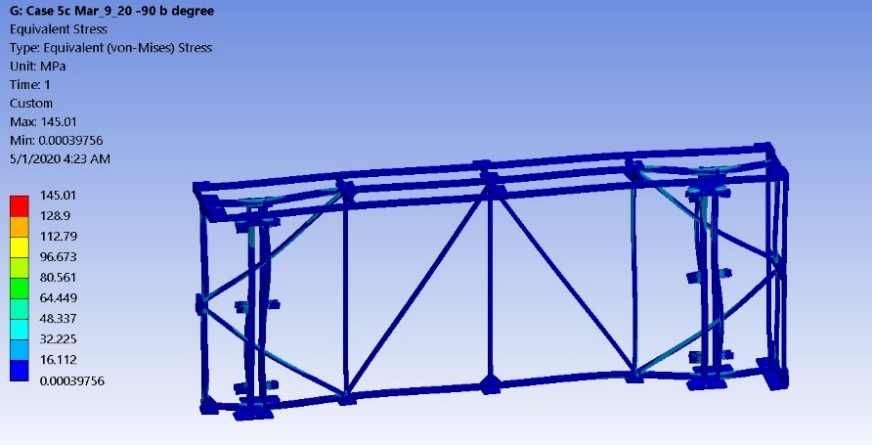 G: Case 5c Mar_9_20 -90 b degree
Equivalent Stress
Type: Equivalent (von-Mises) Stress
Unit: MPa
Time: 1
Custom
Max: 145.01
Min: 0.00039756
5/1/2020 4:23 AM
145.01
128.9
112.79
96.673
80.561
64.449
48.337
32.225
16.112
0.00039756